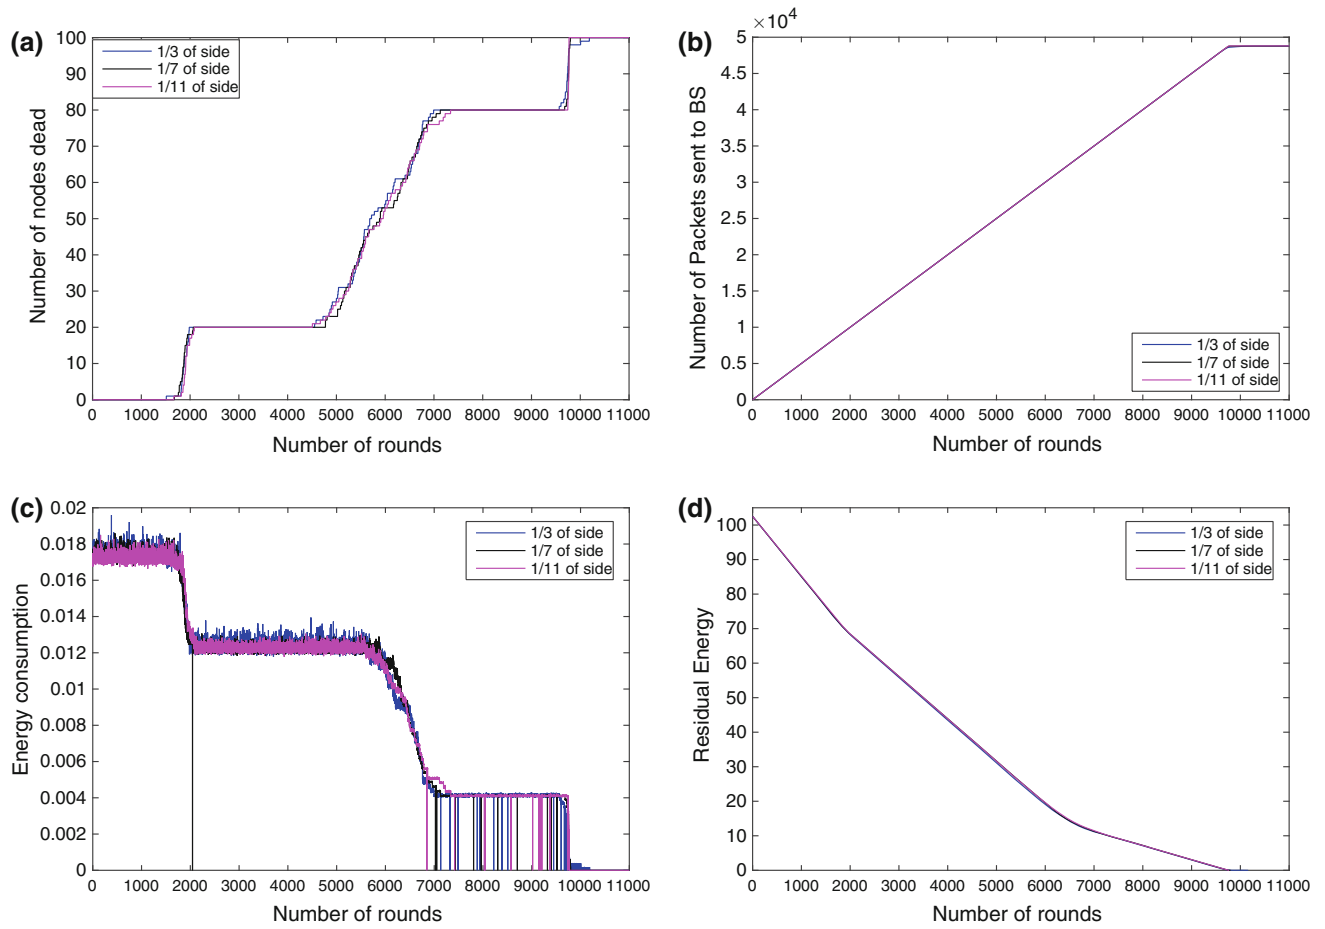 (a)
Number of nodes dead
100
90
80
70
60
50
40
30
20
10
0
1/3 of side
1/7 of side
1/11 of side
0 1000 2000 3000 4000 5000 6000 7000 8000 9000 10000 11000
Number of rounds
(b)
×10⁴
Number of Packets sent to BS
5
4.5
4
3.5
3
2.5
2
1.5
1
0.5
0
1/3 of side
1/7 of side
1/11 of side
0 1000 2000 3000 4000 5000 6000 7000 8000 9000 10000 11000
Number of rounds
(c)
Energy consumption
0.02
0.018
0.016
0.014
0.012
0.01
0.008
0.006
0.004
0.002
0
1/3 of side
1/7 of side
1/11 of side
0 1000 2000 3000 4000 5000 6000 7000 8000 9000 10000 11000
Number of rounds
(d)
Residual Energy
100
90
80
70
60
50
40
30
20
10
0
1/3 of side
1/7 of side
1/11 of side
0 1000 2000 3000 4000 5000 6000 7000 8000 9000 10000 11000
Number of rounds